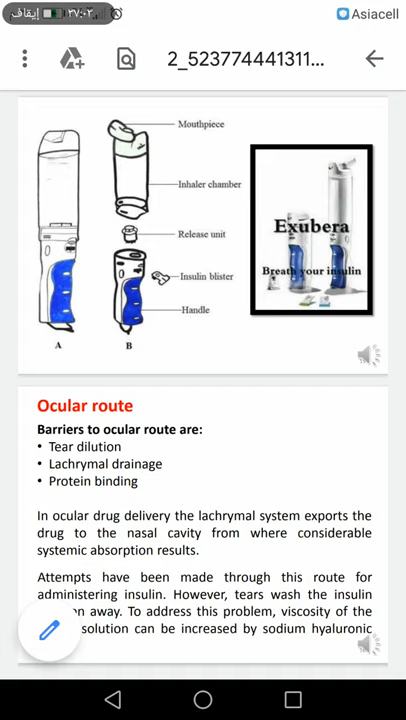 إيقاف ٣٧:٠٣
Asiacell
2_523774441311...
Mouthpiece
Inhaler chamber
Release unit
Insulin blister
Handle
A
B
Exubera
Breath your insulin
Ocular route
Barriers to ocular route are:
• Tear dilution
• Lachrymal drainage
• Protein binding
In ocular drug delivery the lachrymal system exports the
drug to the nasal cavity from where considerable
systemic absorption results.
Attempts have been made through this route for
administering insulin. However, tears wash the insulin
on away. To address this problem, viscosity of the
solution can be increased by sodium hyaluronic